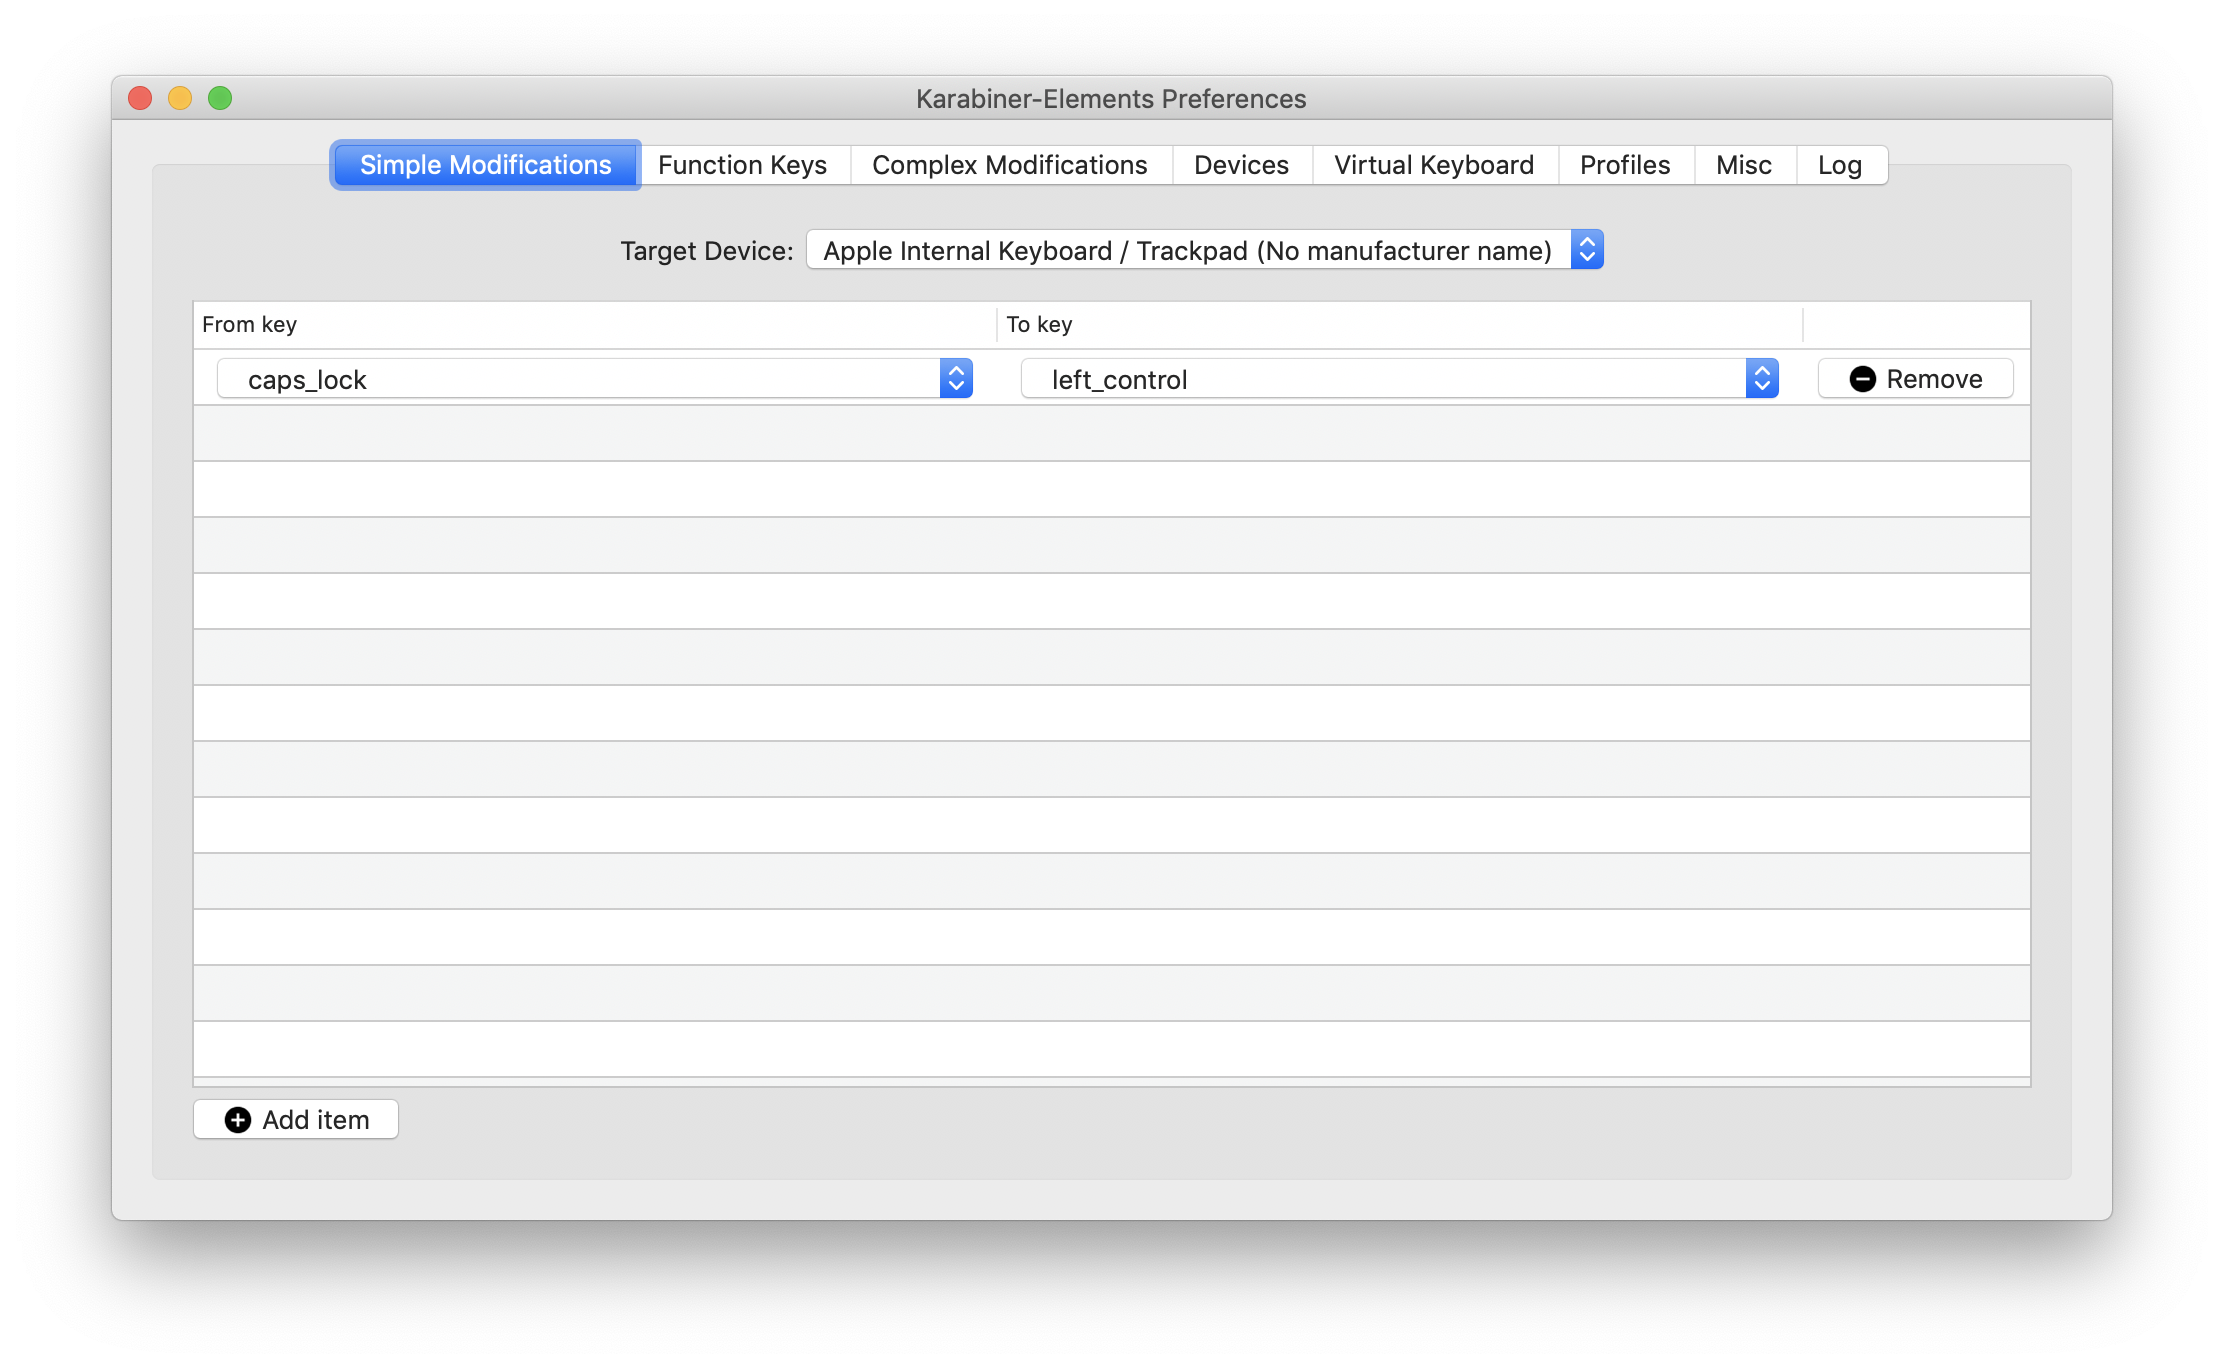 Karabiner-Elements Preferences
Simple Modifications Function Keys Complex Modifications Devices Virtual Keyboard Profiles Misc Log
Target Device: Apple Internal Keyboard / Trackpad (No manufacturer name)
From key To key
caps_lock left_control Remove
Add item